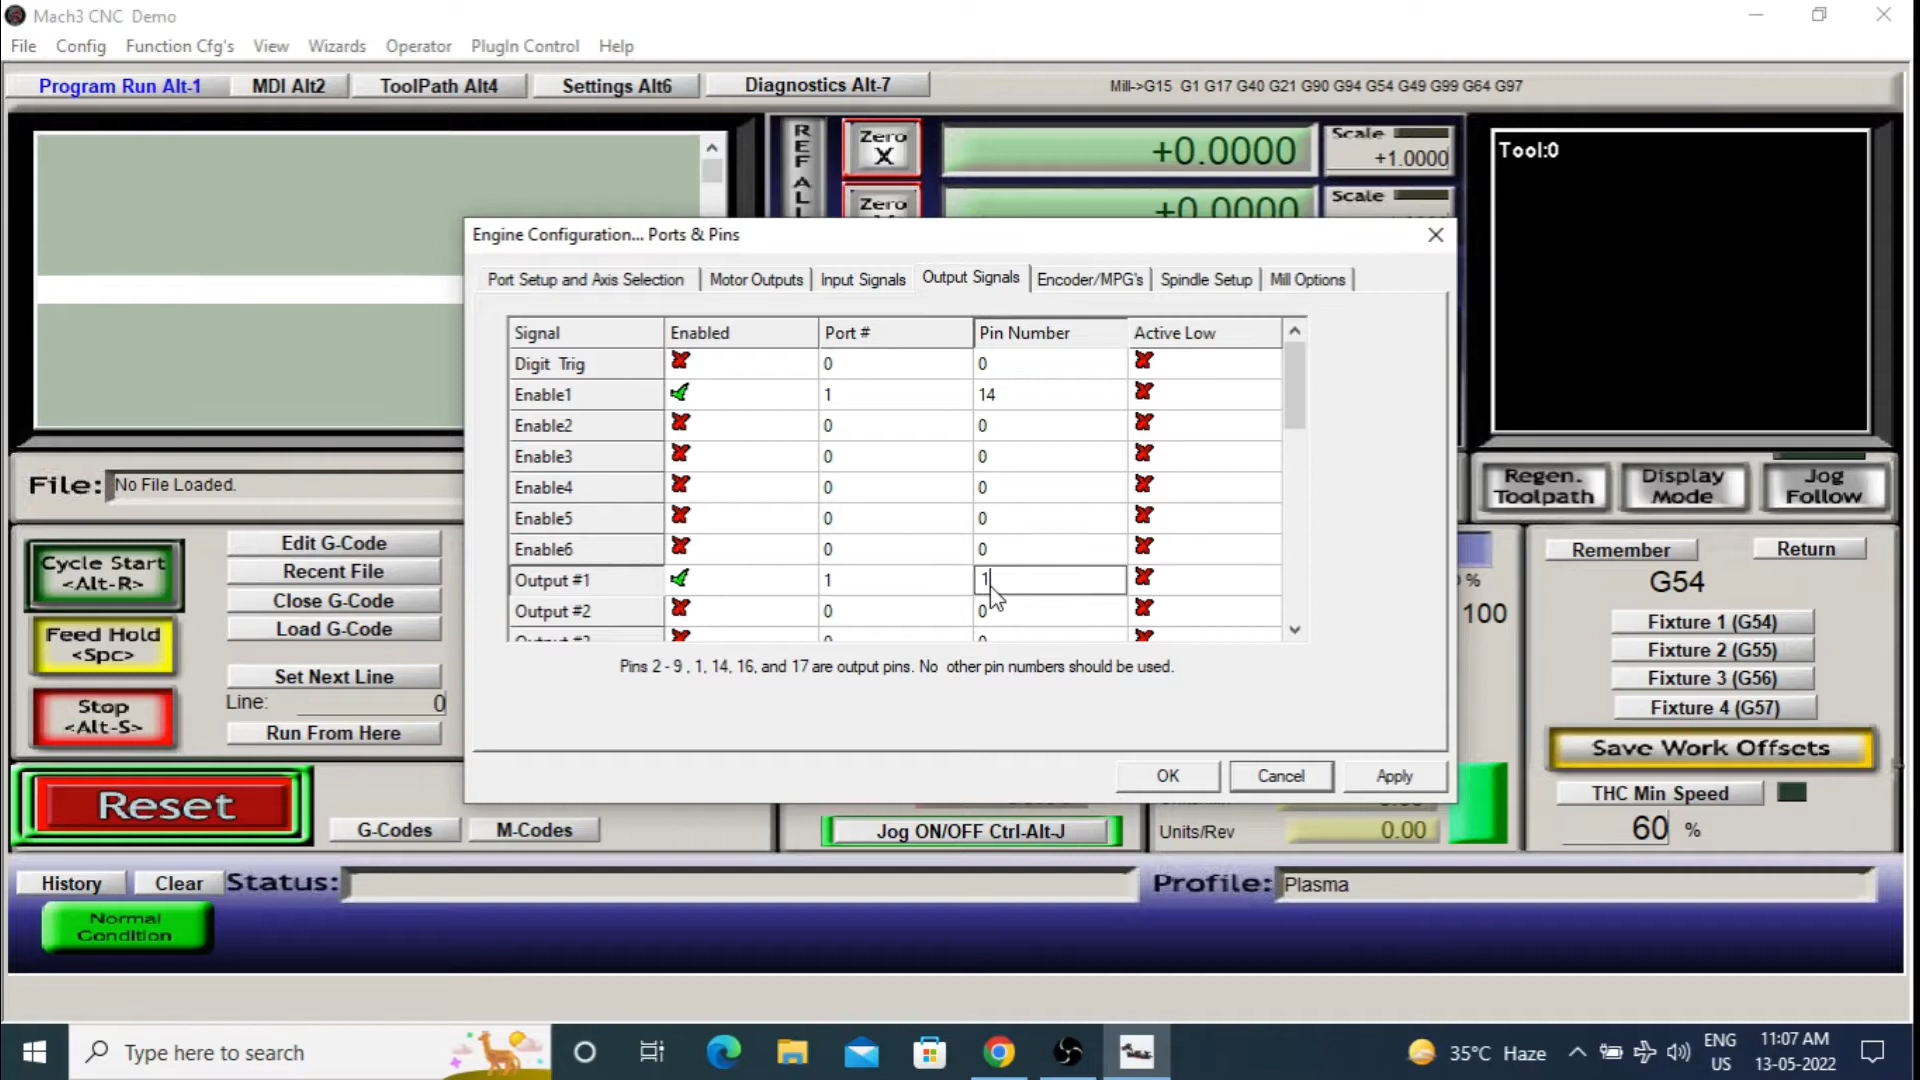 Mach3 CNC Demo
File Config Function Cfg's View Wizards Operator PlugIn Control Help
Program Run Alt-1 MDI Alt2 ToolPath Alt4 Settings Alt6 Diagnostics Alt-7 Mill->G15 G1 G17 G40 G21 G90 G94 G54 G49 G99 G64 G97
REF ALL
Zero X +0.0000 Scale +1.0000
Zero +0.0000 Scale
Tool:0
Engine Configuration... Ports & Pins
Port Setup and Axis Selection Motor Outputs Input Signals Output Signals Encoder/MPG's Spindle Setup Mill Options
Signal Enabled Port # Pin Number Active Low
Digit Trig 0 0
Enable1 1 14
Enable2 0 0
Enable3 0 0
Enable4 0 0
Enable5 0 0
Enable6 0 0
Output #1 1 1
Output #2 0 0
Pins 2 - 9 , 1, 14, 16, and 17 are output pins. No other pin numbers should be used.
OK Cancel Apply
File: No File Loaded.
Regen. Toolpath Display Mode Jog Follow
Cycle Start <Alt-R>
Feed Hold <Spc>
Stop <Alt-S>
Edit G-Code
Recent File
Close G-Code
Load G-Code
Set Next Line
Line: 0
Run From Here
%
100
Remember Return
G54
Fixture 1 (G54)
Fixture 2 (G55)
Fixture 3 (G56)
Fixture 4 (G57)
Save Work Offsets
THC Min Speed
60 %
Reset
G-Codes M-Codes
Jog ON/OFF Ctrl-Alt-J
Units/Rev 0.00
History Clear Status: Profile: Plasma
Normal Condition
Type here to search
35°C Haze
ENG US
11:07 AM
13-05-2022